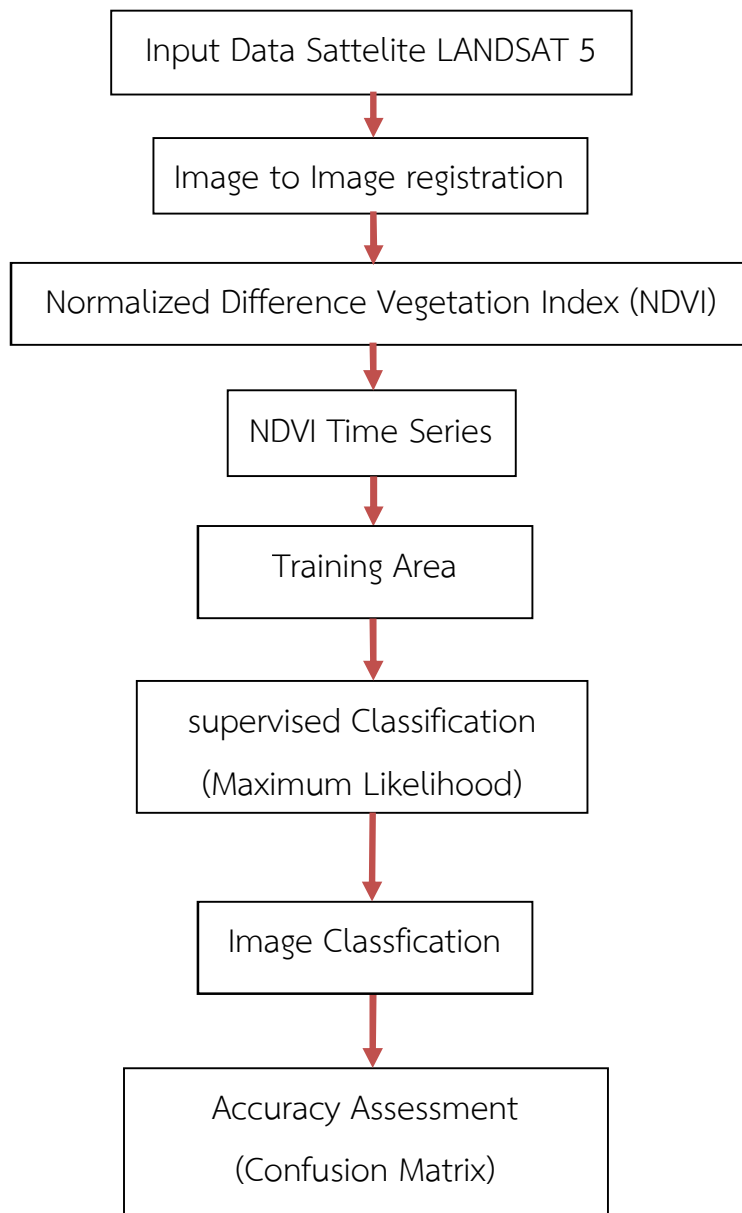 Input Data Sattelite LANDSAT 5
Image to Image registration
Normalized Difference Vegetation Index (NDVI)
NDVI Time Series
Training Area
supervised Classification
(Maximum Likelihood)
Image Classfication
Accuracy Assessment
(Confusion Matrix)